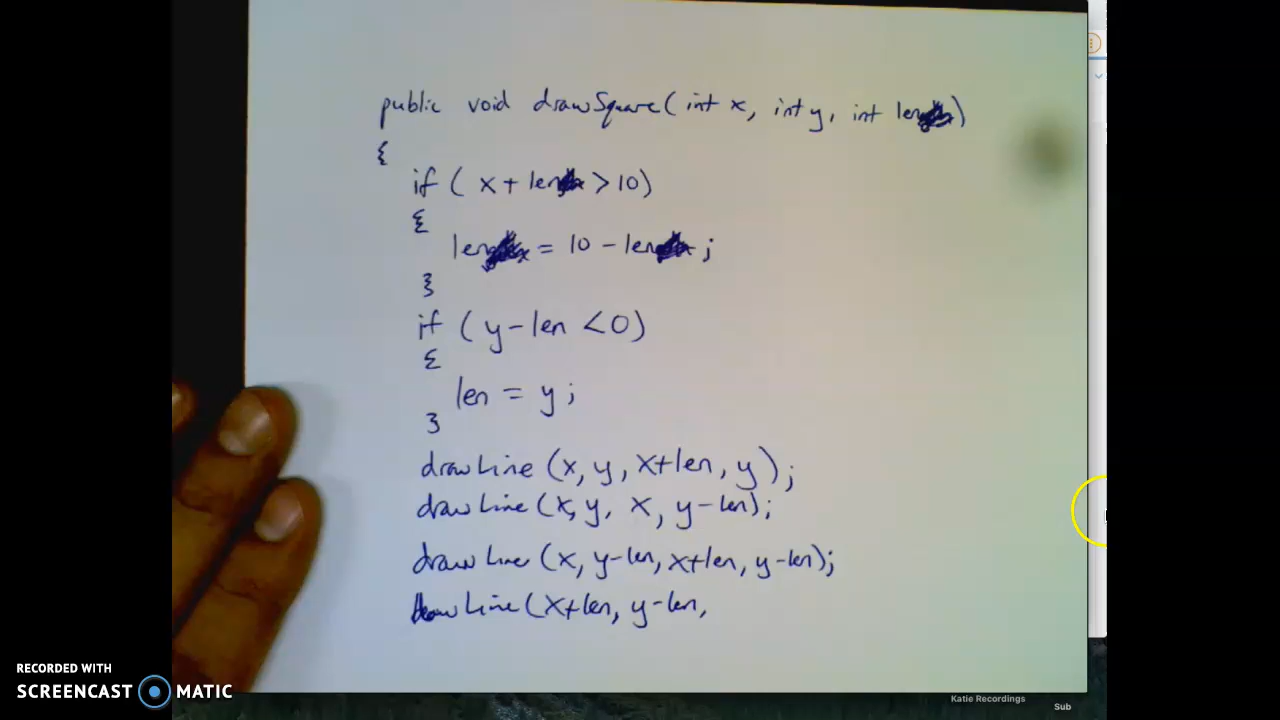 public void drawSquare(int x, int y, int len)
{
if ( x + len > 10)
{
len = 10 - len ;
}
if ( y - len < 0)
{
len = y ;
}
drawLine (x, y, x+len, y );
drawLine (x, y, x, y-len);
drawLine (x, y-len, x+len, y-len);
drawLine (x+len, y-len,
RECORDED WITH
SCREENCAST MATIC
Katie Recordings
Sub